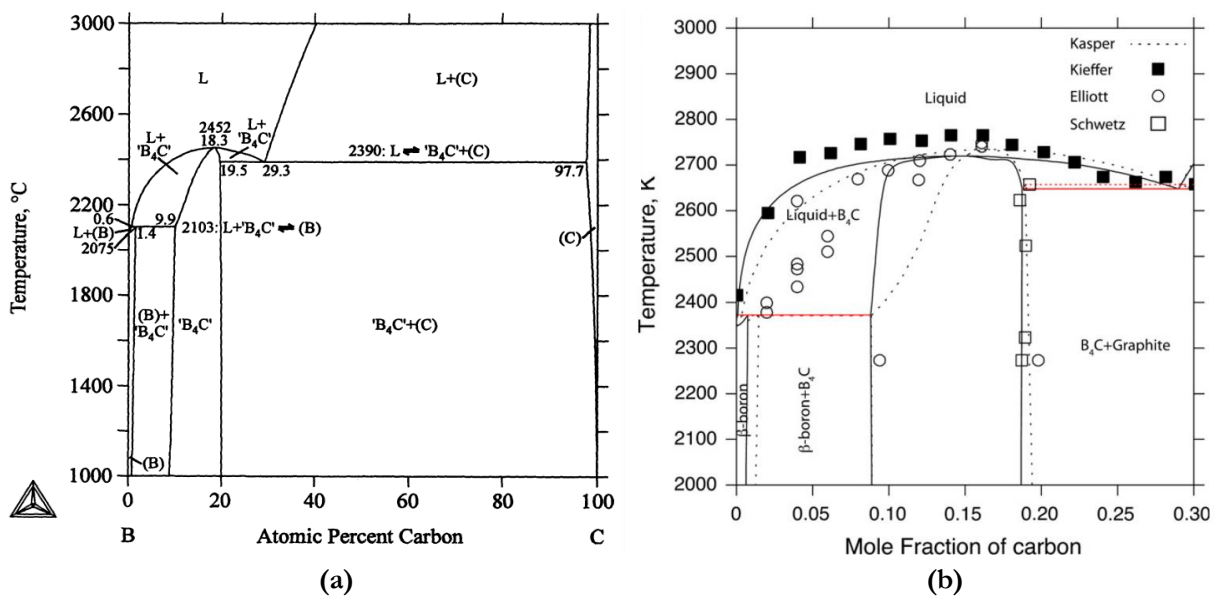 3000
2600
2200
1800
1400
1000
Temperature, °C
L
L+(C)
L+
'B₄C'
2452
18.3
L+
'B₄C'
2390: L ⇌ 'B₄C'+(C)
19.5
29.3
97.7
0.6
9.9
L+(B)
1.4
2103: L+'B₄C' ⇌ (B)
2075
(C)
(B)+
'B₄C'
'B₄C'
'B₄C'+(C)
(B)
0
20
40
60
80
100
B
Atomic Percent Carbon
C
(a)
3000
2900
2800
2700
2600
2500
2400
2300
2200
2100
2000
Temperature, K
Kasper
Kieffer
Elliott
Schwetz
Liquid
Liquid+B₄C
β-boron
β-boron+B₄C
B₄C+Graphite
0
0.05
0.10
0.15
0.20
0.25
0.30
Mole Fraction of carbon
(b)